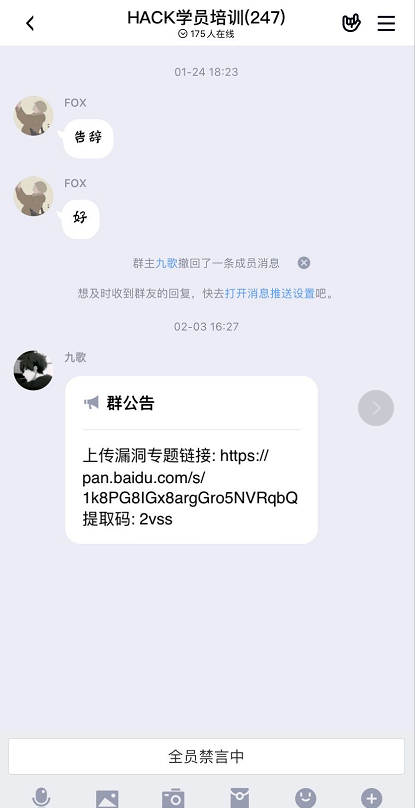 HACK学员培训(247)
175人在线
01-24 18:23
FOX
告辞
FOX
好
群主九歌撤回了一条成员消息
想及时收到群友的回复，快去打开消息推送设置吧。
02-03 16:27
九歌
群公告
上传漏洞专题链接: https://
pan.baidu.com/s/
1k8PG8IGx8argGro5NVRqbQ
提取码: 2vss
全员禁言中